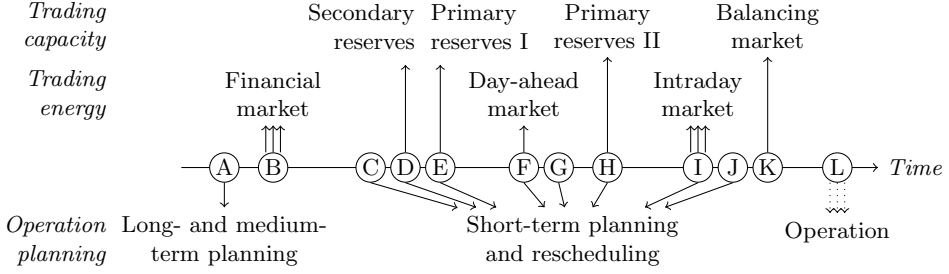 Trading
capacity
Secondary
reserves
Primary
reserves I
Primary
reserves II
Balancing
market
Trading
energy
Financial
market
Day-ahead
market
Intraday
market
A B C D E F G H I J K L Time
Operation
planning
Long- and medium-
term planning
Short-term planning
and rescheduling
Operation